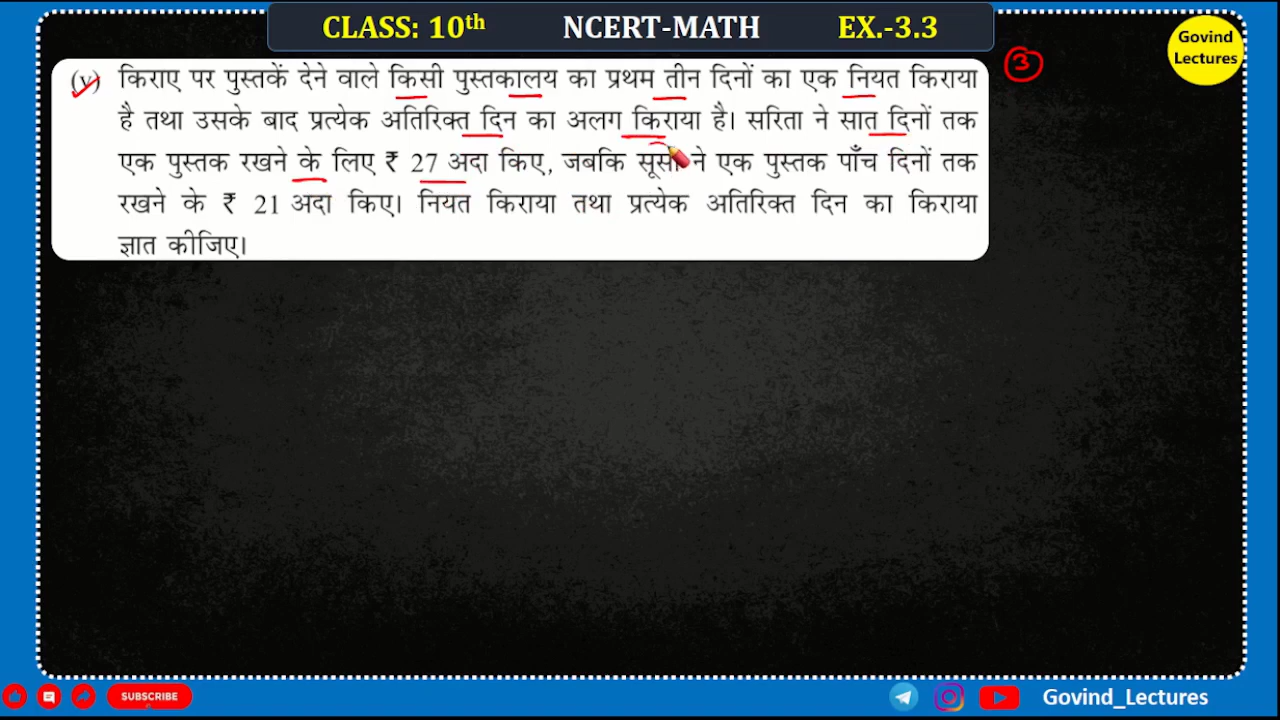 CLASS: 10th NCERT-MATH EX.-3.3
Govind
Lectures
3
(v) किराए पर पुस्तकें देने वाले किसी पुस्तकालय का प्रथम तीन दिनों का एक नियत किराया
है तथा उसके बाद प्रत्येक अतिरिक्त दिन का अलग किराया है। सरिता ने सात दिनों तक
एक पुस्तक रखने के लिए ₹ 27 अदा किए, जबकि ने एक पुस्तक पाँच दिनों तक
रखने के ₹ 21 अदा किए। नियत किराया तथा प्रत्येक अतिरिक्त दिन का किराया
ज्ञात कीजिए।
SUBSCRIBE
Govind_Lectures